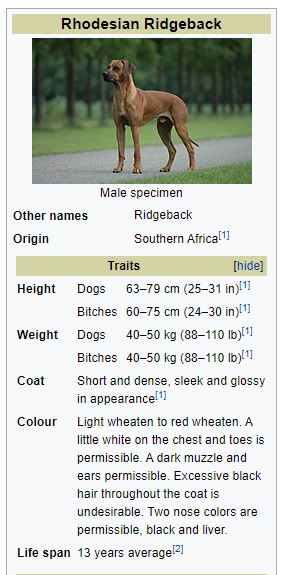 Rhodesian Ridgeback
Male specimen
Other names Ridgeback
Origin Southern Africa[1]
Traits [hide]
Height Dogs 63–79 cm (25–31 in)[1]
Bitches 60–75 cm (24–30 in)[1]
Weight Dogs 40–50 kg (88–110 lb)[1]
Bitches 40–50 kg (88–110 lb)[1]
Coat Short and dense, sleek and glossy
in appearance[1]
Colour Light wheaten to red wheaten. A
little white on the chest and toes is
permissible. A dark muzzle and
ears permissible. Excessive black
hair throughout the coat is
undesirable. Two nose colors are
permissible, black and liver.
Life span 13 years average[2]